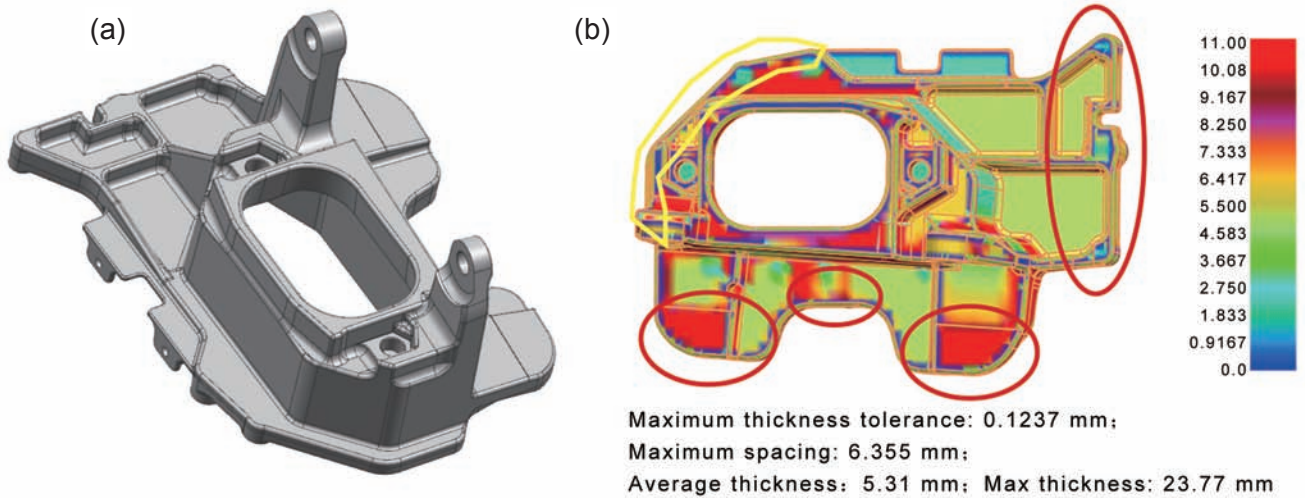 (a)
(b)
11.00
10.08
9.167
8.250
7.333
6.417
5.500
4.583
3.667
2.750
1.833
0.9167
0.0
Maximum thickness tolerance: 0.1237 mm;
Maximum spacing: 6.355 mm;
Average thickness: 5.31 mm; Max thickness: 23.77 mm